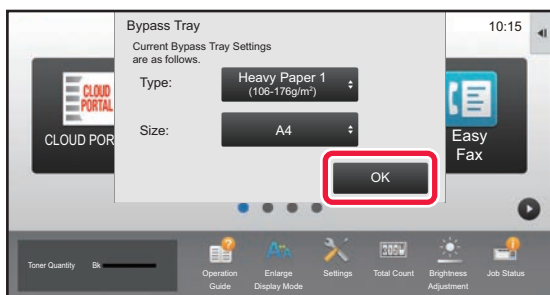 Bypass Tray
10:15
Current Bypass Tray Settings
are as follows.
Type:
Heavy Paper 1
(106-176g/m²)
Size:
A4
OK
CLOUD
PORTAL
CLOUD POR
Easy
Fax
Toner Quantity
Bk
Operation
Guide
Enlarge
Display Mode
Settings
Total Count
Brightness
Adjustment
Job Status